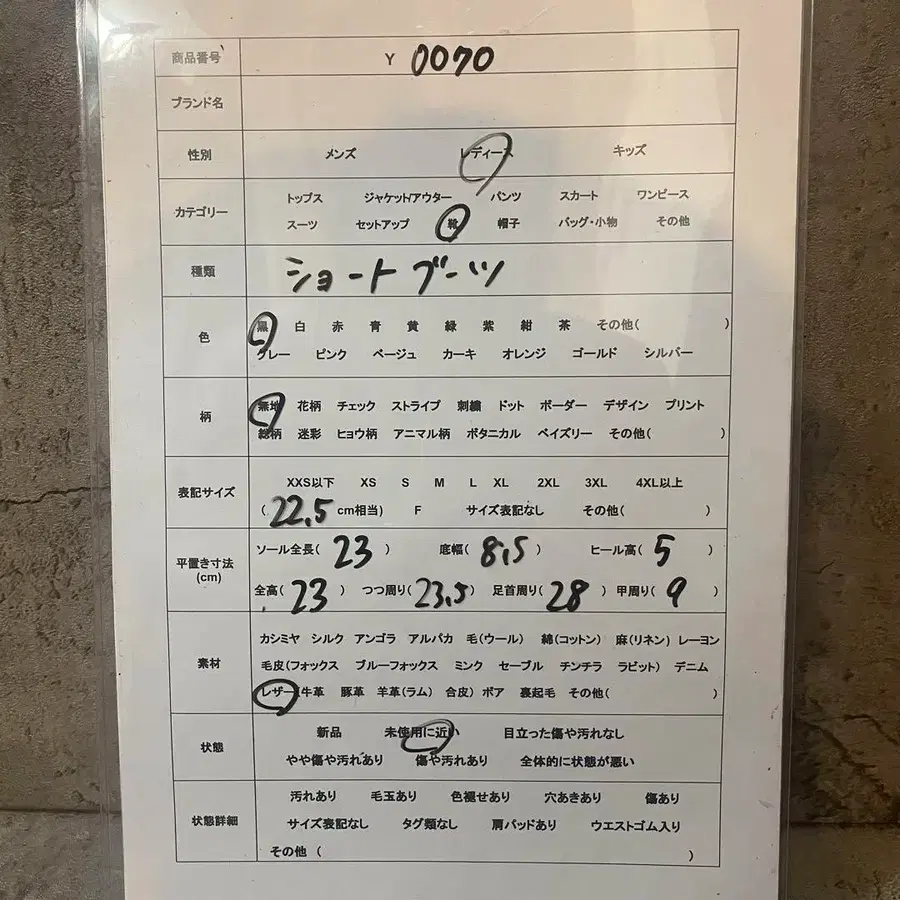 商品番号 Y 0070
ブランド名
性別 メンズ レディース キッズ
カテゴリー トップス ジャケット/アウター パンツ スカート ワンピース
スーツ セットアップ 靴 帽子 バッグ・小物 その他
種類 ショートブーツ
色 黒 白 赤 青 黄 緑 紫 紺 茶 その他( )
グレー ピンク ベージュ カーキ オレンジ ゴールド シルバー
柄 無地 花柄 チェック ストライプ 刺繍 ドット ボーダー デザイン プリント
総柄 迷彩 ヒョウ柄 アニマル柄 ボタニカル ペイズリー その他( )
表記サイズ XXS以下 XS S M L XL 2XL 3XL 4XL以上
( 22.5 cm相当) F サイズ表記なし その他( )
平置き寸法(cm) ソール全長( 23 ) 底幅( 8.5 ) ヒール高( 5 )
全高( 23 ) つつ周り( 23.5 ) 足首周り( 28 ) 甲周り( 9 )
素材 カシミヤ シルク アンゴラ アルパカ 毛(ウール) 綿(コットン) 麻(リネン) レーヨン
毛皮(フォックス ブルーフォックス ミンク セーブル チンチラ ラビット) デニム
レザー(牛革 豚革 羊革(ラム) 合皮) ボア 裏起毛 その他( )
状態 新品 未使用に近い 目立った傷や汚れなし
やや傷や汚れあり 傷や汚れあり 全体的に状態が悪い
状態詳細 汚れあり 毛玉あり 色褪せあり 穴あきあり 傷あり
サイズ表記なし タグ類なし 肩パッドあり ウエストゴム入り
その他 ( )